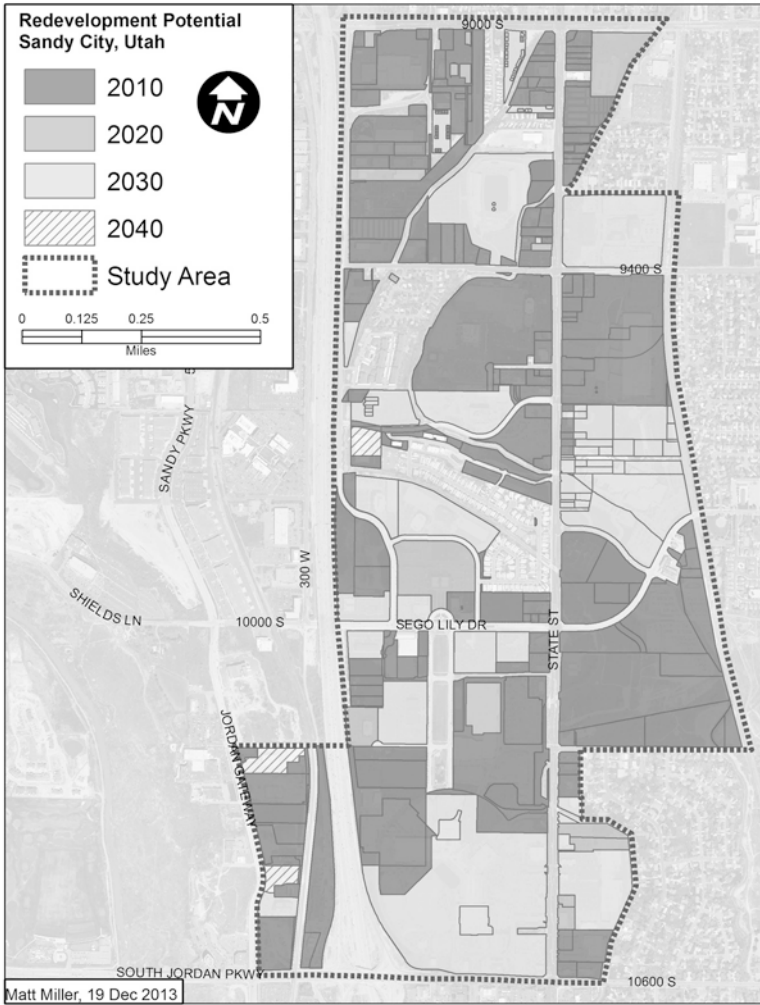 Redevelopment Potential
Sandy City, Utah
2010
2020
2030
2040
Study Area
N
0 0.125 0.25 0.5
Miles
9000 S
9400 S
SANDY PKWY
300 W
SHIELDS LN
10000 S
SEGO LILY DR
STATE ST
JORDAN GATEWAY
SOUTH JORDAN PKWY
10600 S
Matt Miller, 19 Dec 2013